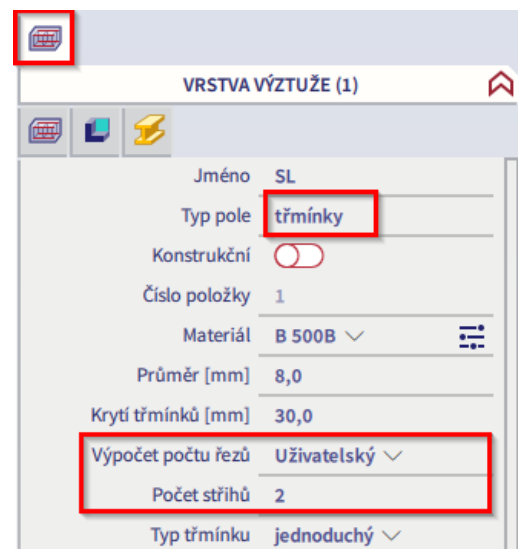 VRSTVA VÝZTUŽE (1)
Jméno SL
Typ pole třmínky
Konstrukční
Číslo položky 1
Materiál B 500B
Průměr [mm] 8,0
Krytí třmínků [mm] 30,0
Výpočet počtu řezů Uživatelský
Počet střihů 2
Typ třmínku jednoduchý